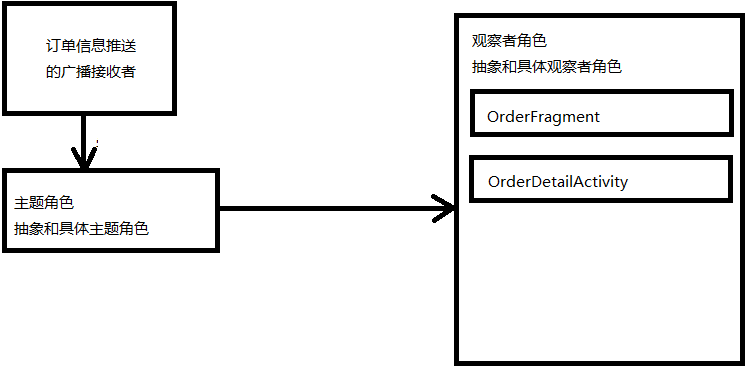 订单信息推送
的广播接收者
主题角色
抽象和具体主题角色
观察者角色
抽象和具体观察者角色
OrderFragment
OrderDetailActivity